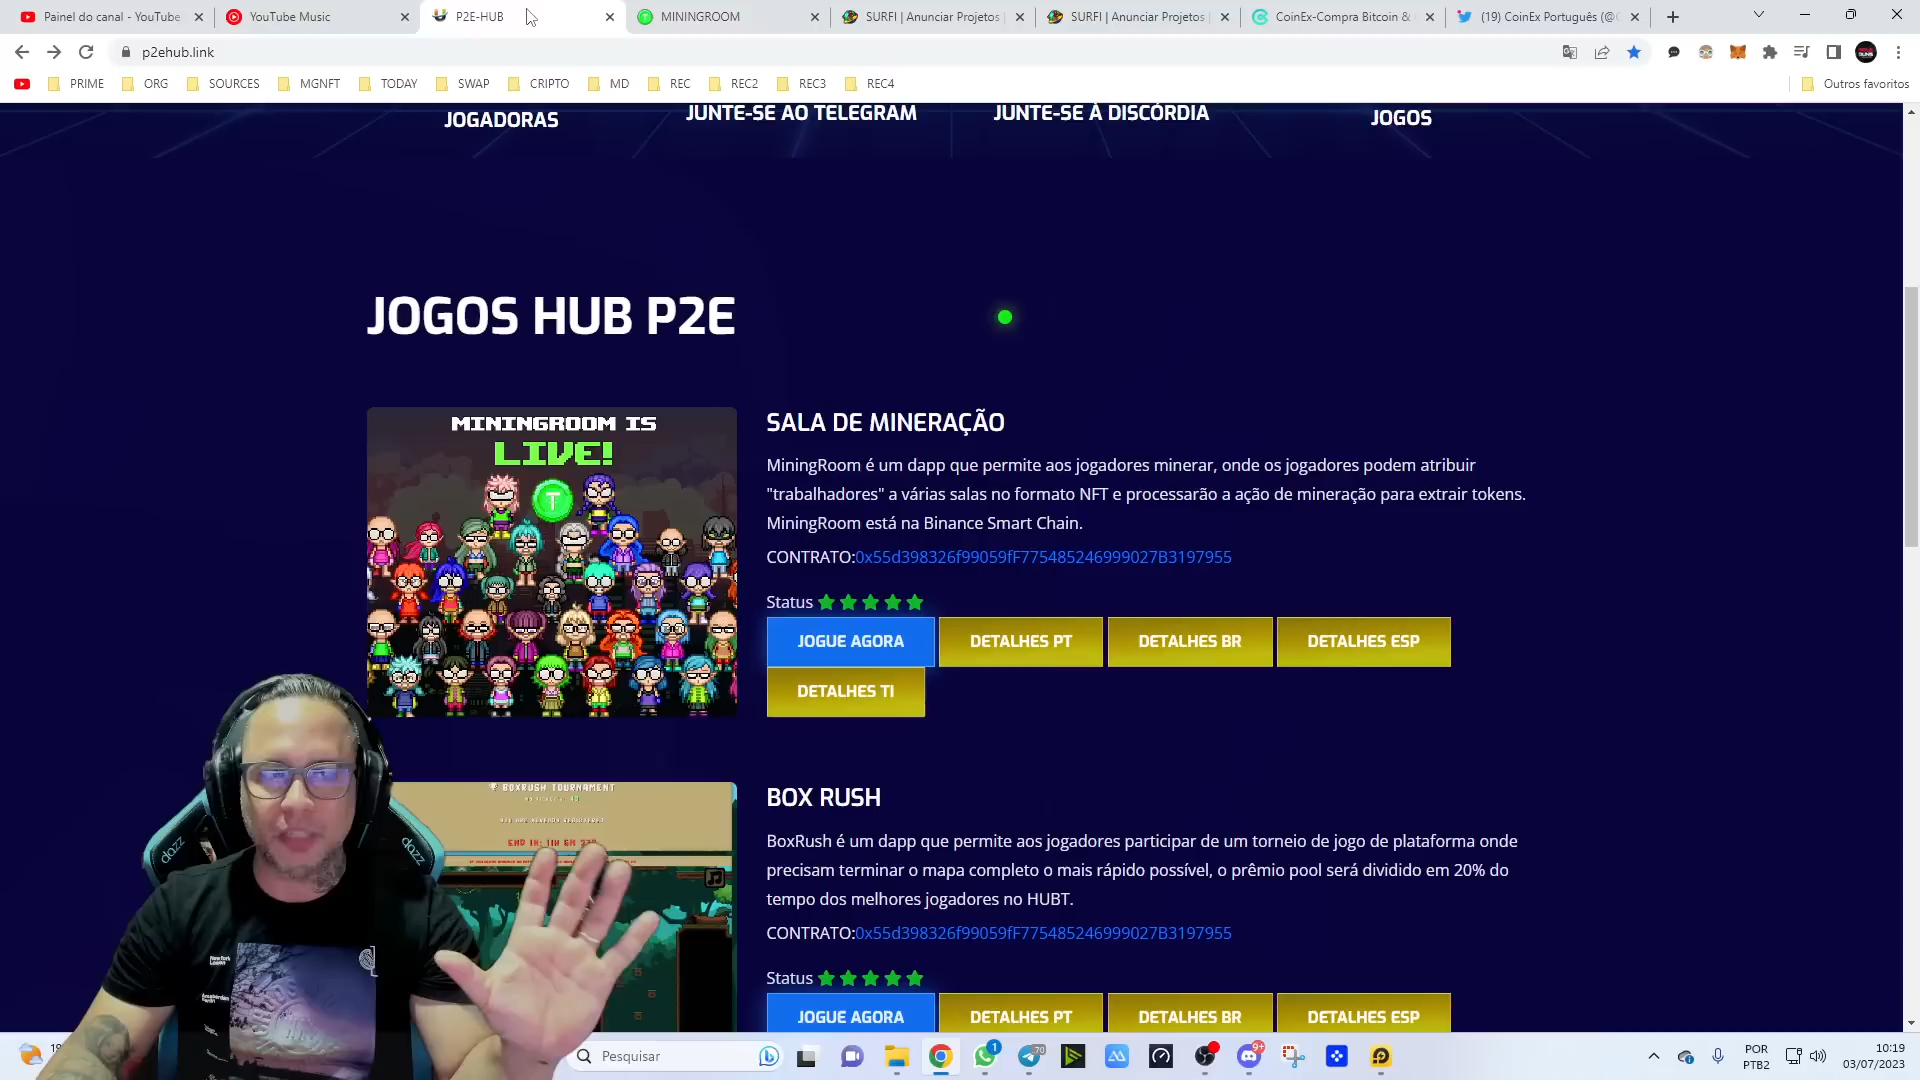 Painel do canal - YouTube
YouTube Music
P2E-HUB
MININGROOM
SURFI | Anunciar Projetos
SURFI | Anunciar Projetos
CoinEx-Compra Bitcoin &
(19) CoinEx Português (@C
p2ehub.link
PRIME
ORG
SOURCES
MGNFT
TODAY
SWAP
CRIPTO
MD
REC
REC2
REC3
REC4
Outros favoritos
JOGADORAS
JUNTE-SE AO TELEGRAM
JUNTE-SE À DISCÓRDIA
JOGOS
JOGOS HUB P2E
MININGROOM IS
LIVE!
T
SALA DE MINERAÇÃO
MiningRoom é um dapp que permite aos jogadores minerar, onde os jogadores podem atribuir
"trabalhadores" a várias salas no formato NFT e processarão a ação de mineração para extrair tokens.
MiningRoom está na Binance Smart Chain.
CONTRATO:0x55d398326f99059fF775485246999027B3197955
Status
JOGUE AGORA
DETALHES PT
DETALHES BR
DETALHES ESP
DETALHES TI
BOXRUSH TOURNAMENT
BOX RUSH
BoxRush é um dapp que permite aos jogadores participar de um torneio de jogo de plataforma onde
precisam terminar o mapa completo o mais rápido possível, o prêmio pool será dividido em 20% do
tempo dos melhores jogadores no HUBT.
CONTRATO:0x55d398326f99059fF775485246999027B3197955
Status
JOGUE AGORA
DETALHES PT
DETALHES BR
DETALHES ESP
dazz
dazz
New York
Pesquisar
1
70
9+
POR
PTB2
10:19
03/07/2023